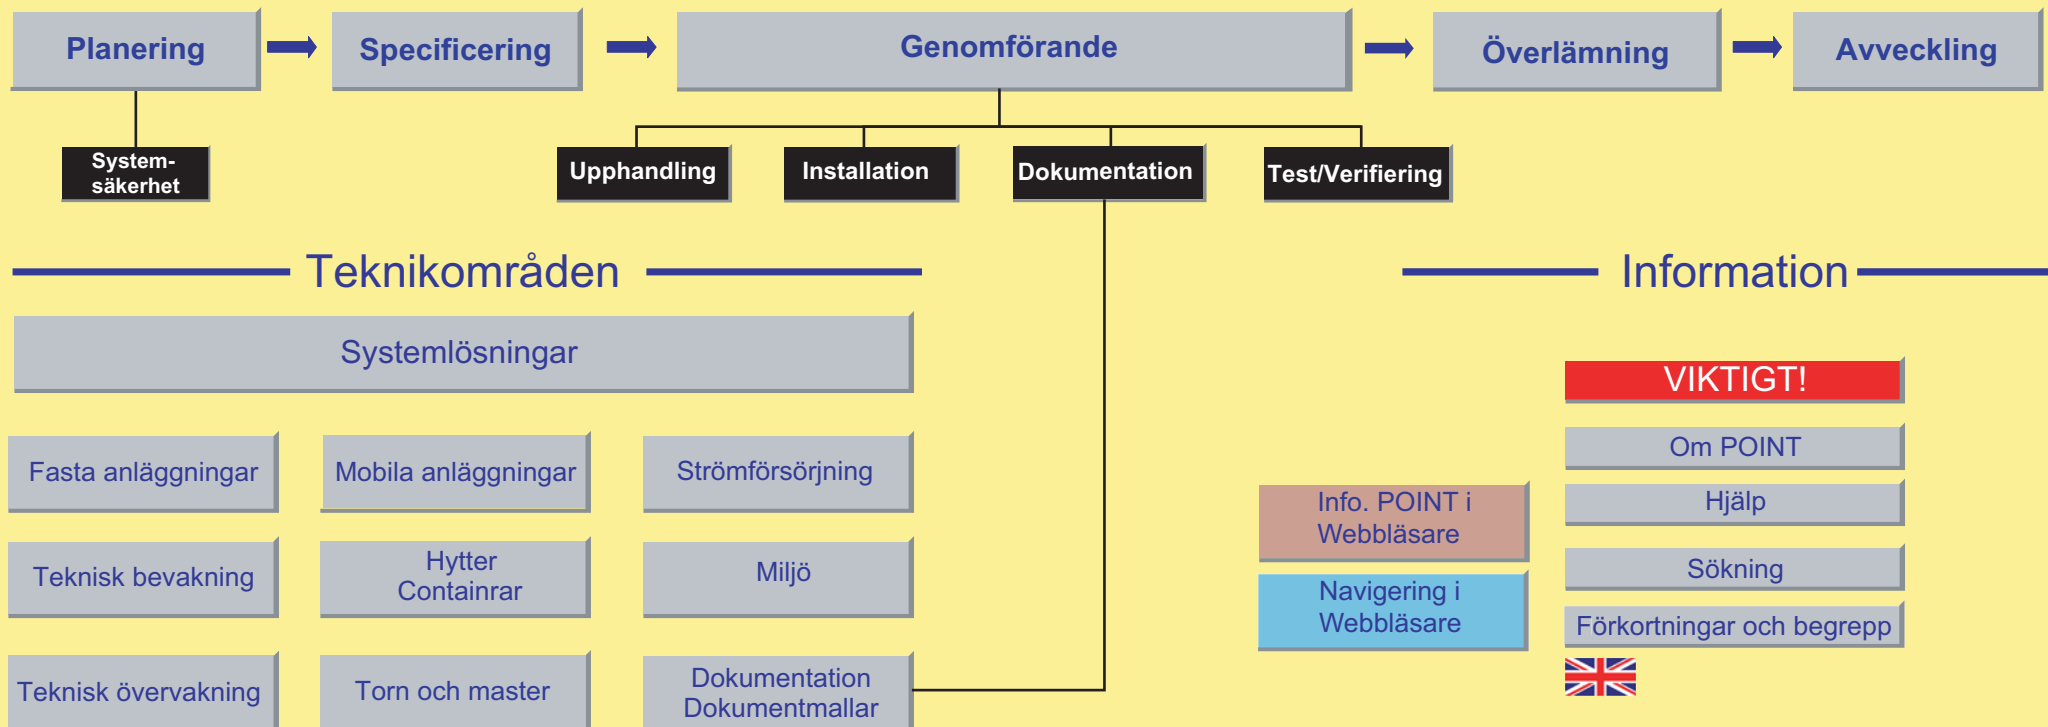 Planering
Specificering
Genomförande
Överlämning
Avveckling
System-
säkerhet
Upphandling
Installation
Dokumentation
Test/Verifiering
Teknikområden
Systemlösningar
Fasta anläggningar
Mobila anläggningar
Strömförsörjning
Teknisk bevakning
Hytter
Containrar
Miljö
Teknisk övervakning
Torn och master
Dokumentation
Dokumentmallar
Information
VIKTIGT!
Om POINT
Hjälp
Sökning
Förkortningar och begrepp
Info. POINT i
Webbläsare
Navigering i
Webbläsare